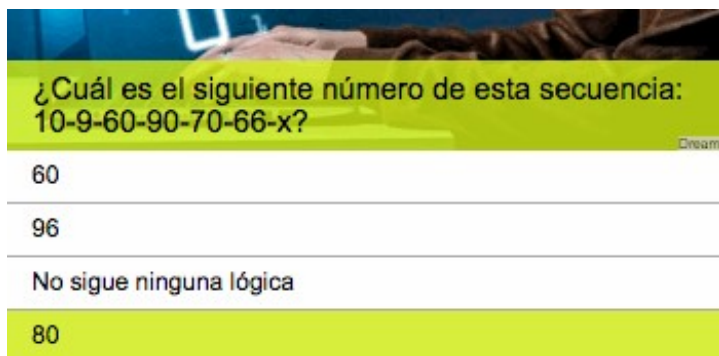 ¿Cuál es el siguiente número de esta secuencia:
10-9-60-90-70-66-x?
Dream
60
96
No sigue ninguna lógica
80